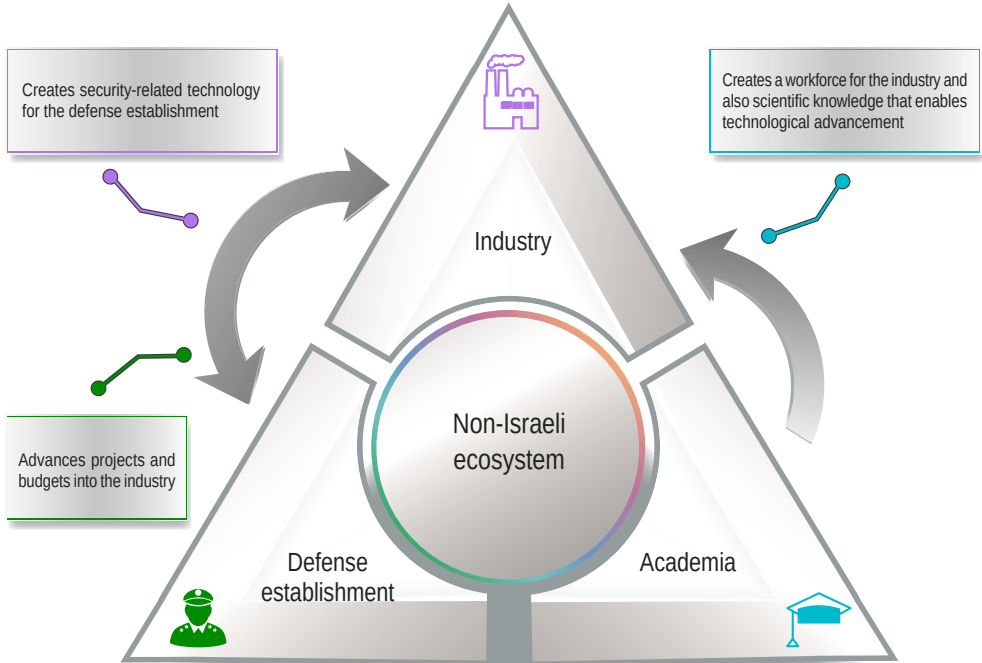 Creates security-related technology
for the defense establishment
Creates a workforce for the industry and
also scientific knowledge that enables
technological advancement
Industry
Advances projects and
budgets into the industry
Non-Israeli
ecosystem
Defense
establishment
Academia